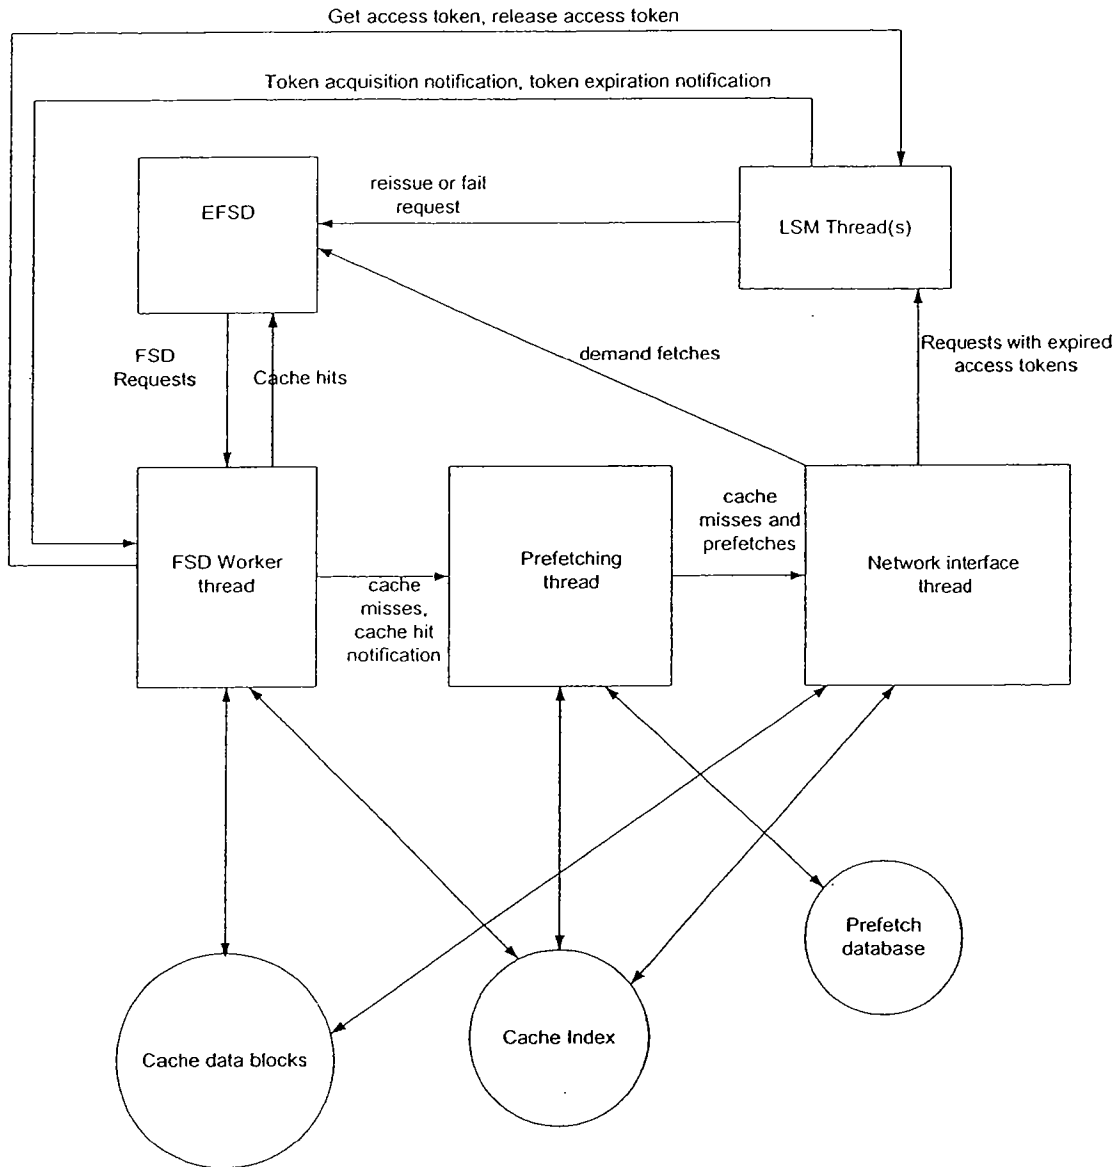 Get access token, release access token
Token acquisition notification, token expiration notification
EFSD
reissue or fail
request
LSM Thread(s)
FSD
Requests
Cache hits
demand fetches
Requests with expired
access tokens
FSD Worker
thread
cache
misses,
cache hit
notification
Prefetching
thread
cache
misses and
prefetches
Network interface
thread
Prefetch
database
Cache data blocks
Cache Index